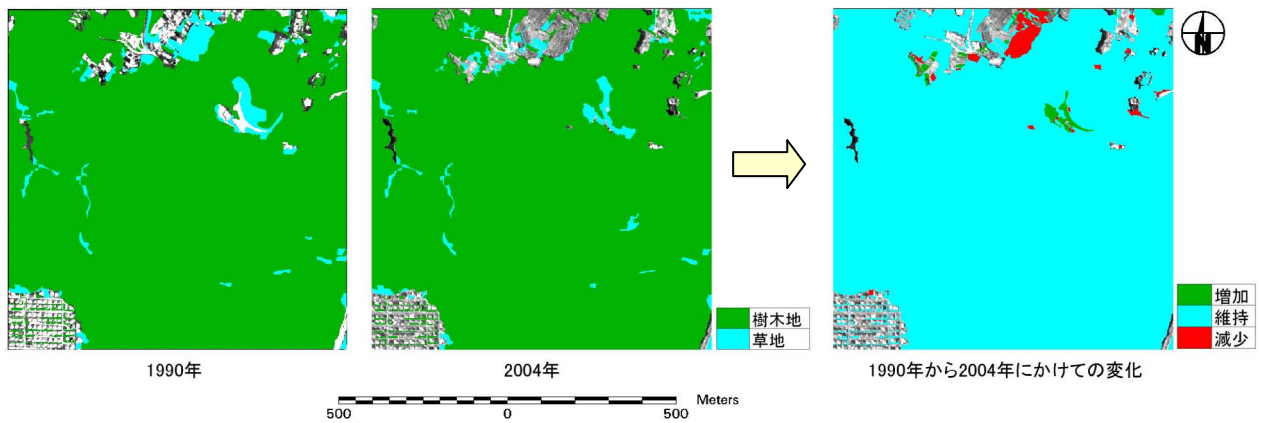 N
樹木地
草地
増加
維持
減少
1990年
2004年
1990年から2004年にかけての変化
500 0 500 Meters